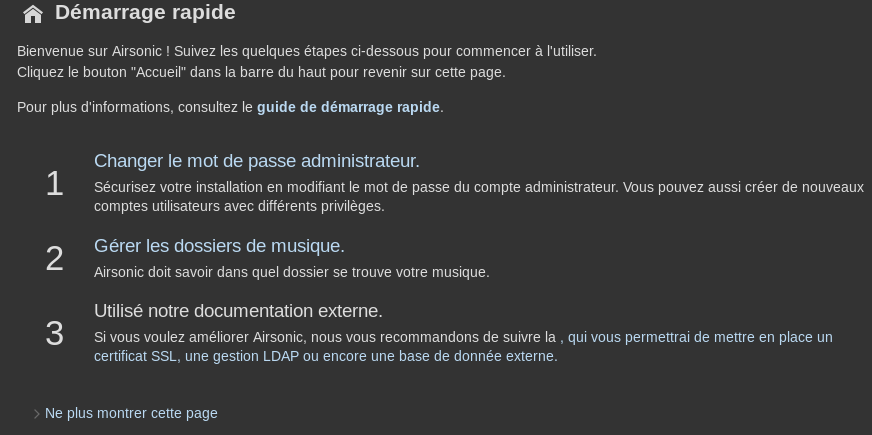 Démarrage rapide
Bienvenue sur Airsonic ! Suivez les quelques étapes ci-dessous pour commencer à l'utiliser.
Cliquez le bouton "Accueil" dans la barre du haut pour revenir sur cette page.
Pour plus d'informations, consultez le guide de démarrage rapide.
1
Changer le mot de passe administrateur.
Sécurisez votre installation en modifiant le mot de passe du compte administrateur. Vous pouvez aussi créer de nouveaux
comptes utilisateurs avec différents privilèges.
2
Gérer les dossiers de musique.
Airsonic doit savoir dans quel dossier se trouve votre musique.
3
Utilisé notre documentation externe.
Si vous voulez améliorer Airsonic, nous vous recommandons de suivre la , qui vous permettrai de mettre en place un
certificat SSL, une gestion LDAP ou encore une base de donnée externe.
Ne plus montrer cette page